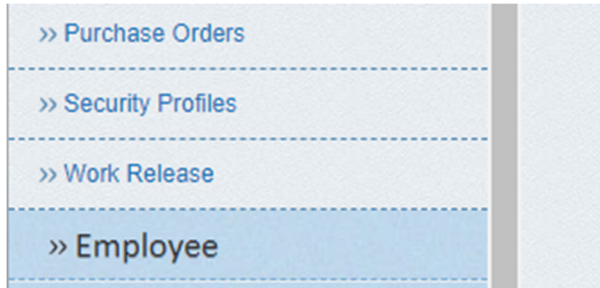 » Purchase Orders
» Security Profiles
» Work Release
» Employee